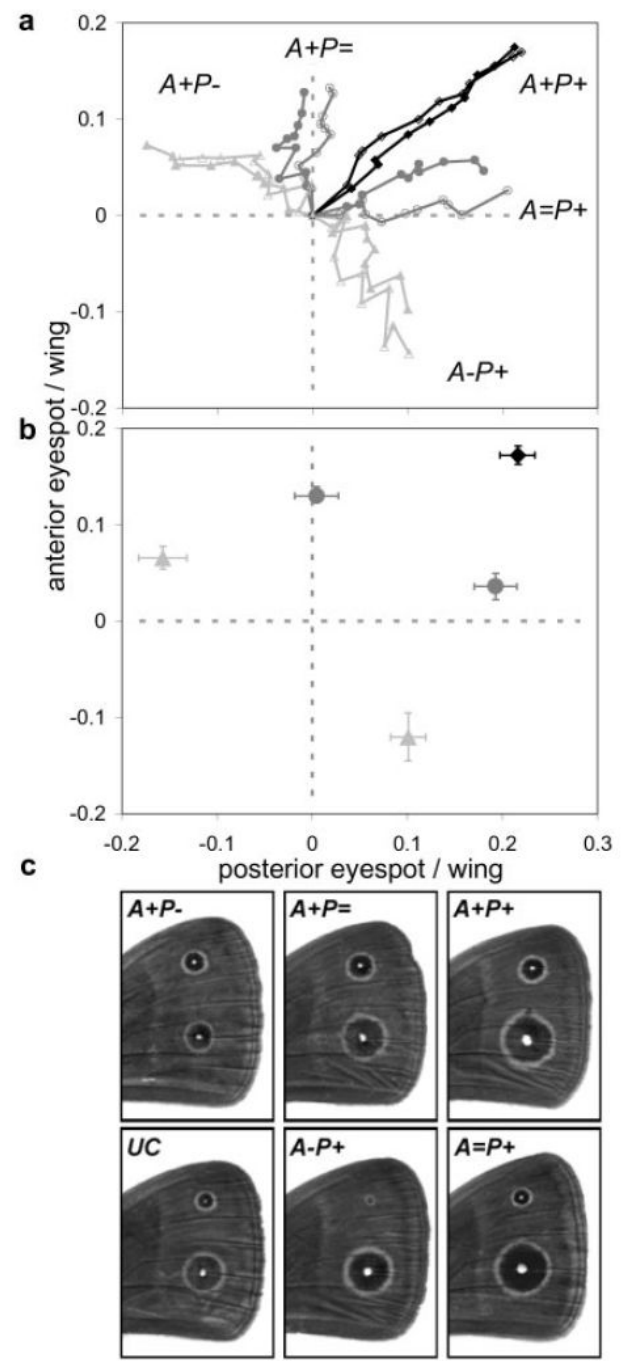 a
0.2
0.1
0
-0.1
-0.2
A+P-
A+P=
A+P+
A=P+
A-P+
anterior eyespot / wing
b
0.2
0.1
0
-0.1
-0.2
-0.2 -0.1 0 0.1 0.2 0.3
posterior eyespot / wing
c
A+P- A+P= A+P+
UC A-P+ A=P+